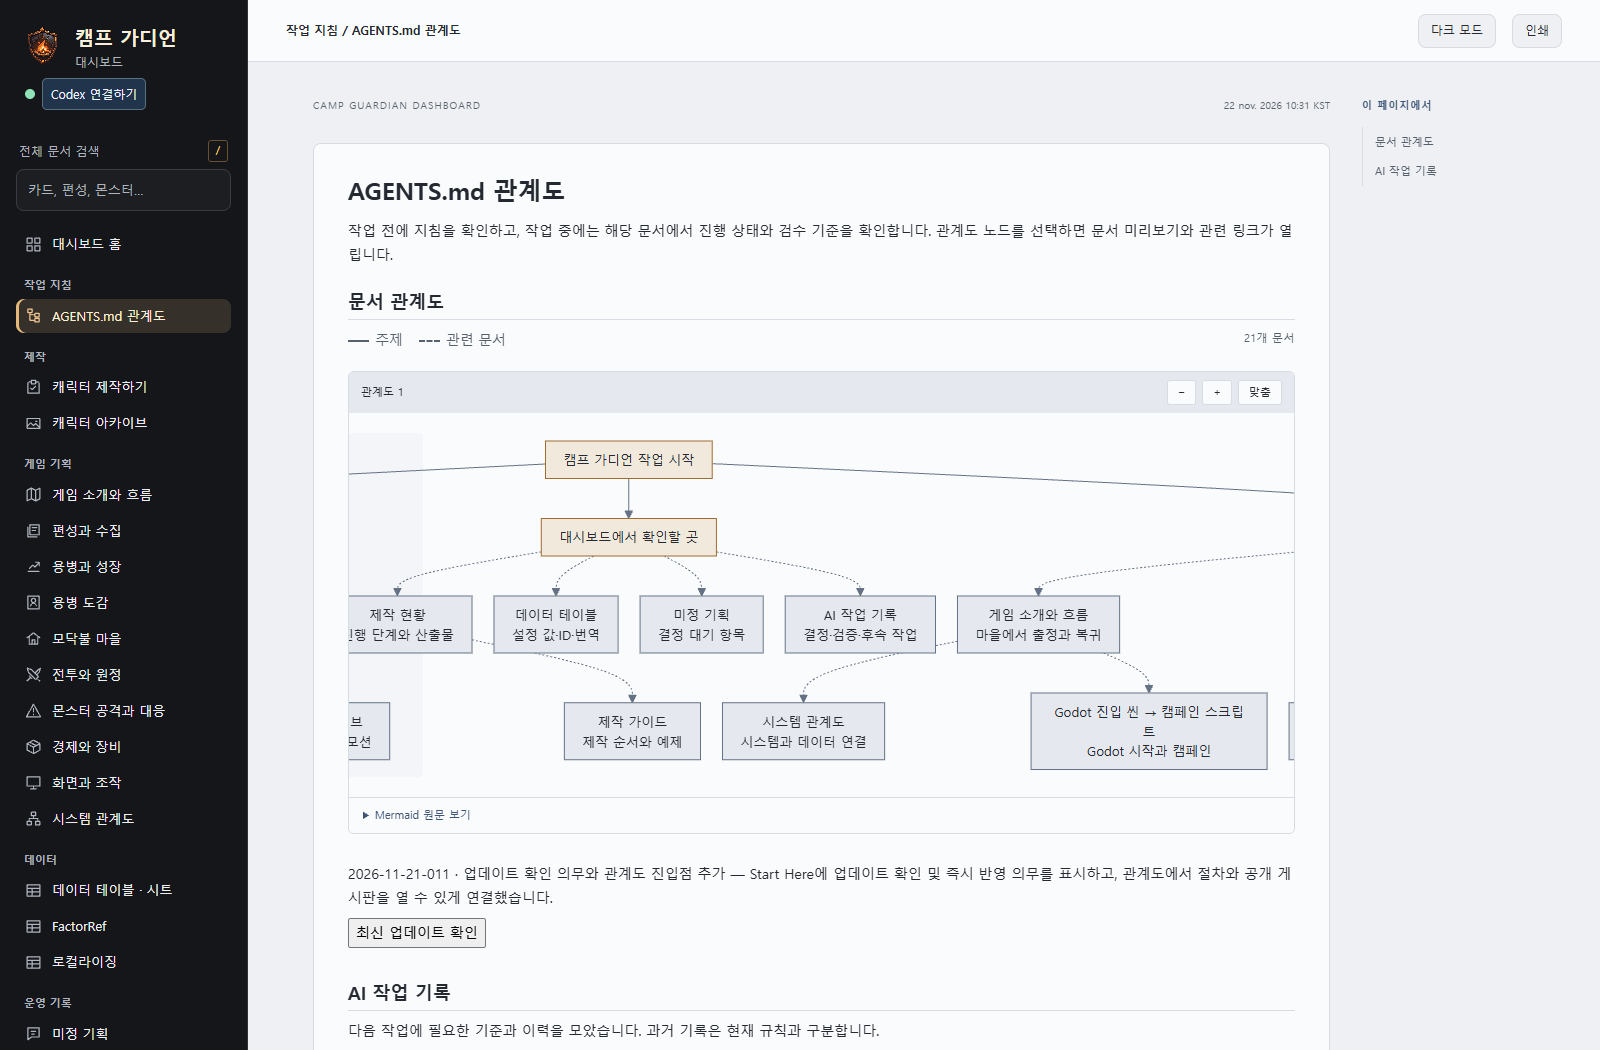 캠프 가디언
대시보드
Codex 연결하기
전체 문서 검색
/
카드, 편성, 몬스터...
대시보드 홈
작업 지침
AGENTS.md 관계도
제작
캐릭터 제작하기
캐릭터 아카이브
게임 기획
게임 소개와 흐름
편성과 수집
용병과 성장
용병 도감
모닥불 마을
전투와 원정
몬스터 공격과 대응
경제와 장비
화면과 조작
시스템 관계도
데이터
데이터 테이블 · 시트
FactorRef
로컬라이징
운영 기록
미정 기획
작업 지침 / AGENTS.md 관계도
다크 모드
인쇄
CAMP GUARDIAN DASHBOARD
22 nov. 2026 10:31 KST
AGENTS.md 관계도
작업 전에 지침을 확인하고, 작업 중에는 해당 문서에서 진행 상태와 검수 기준을 확인합니다. 관계도 노드를 선택하면 문서 미리보기와 관련 링크가 열
립니다.
문서 관계도
주제
관련 문서
21개 문서
관계도 1
−
+
맞춤
캠프 가디언 작업 시작
대시보드에서 확인할 곳
제작 현황
진행 단계와 산출물
데이터 테이블
설정 값·ID·번역
미정 기획
결정 대기 항목
AI 작업 기록
결정·검증·후속 작업
게임 소개와 흐름
마을에서 출정과 복귀
브
모션
제작 가이드
제작 순서와 예제
시스템 관계도
시스템과 데이터 연결
Godot 진입 씬 → 캠페인 스크립
트
Godot 시작과 캠페인
Mermaid 원문 보기
2026-11-21-011 · 업데이트 확인 의무와 관계도 진입점 추가 — Start Here에 업데이트 확인 및 즉시 반영 의무를 표시하고, 관계도에서 절차와 공개 게
시판을 열 수 있게 연결했습니다.
최신 업데이트 확인
AI 작업 기록
다음 작업에 필요한 기준과 이력을 모았습니다. 과거 기록은 현재 규칙과 구분합니다.
이 페이지에서
문서 관계도
AI 작업 기록